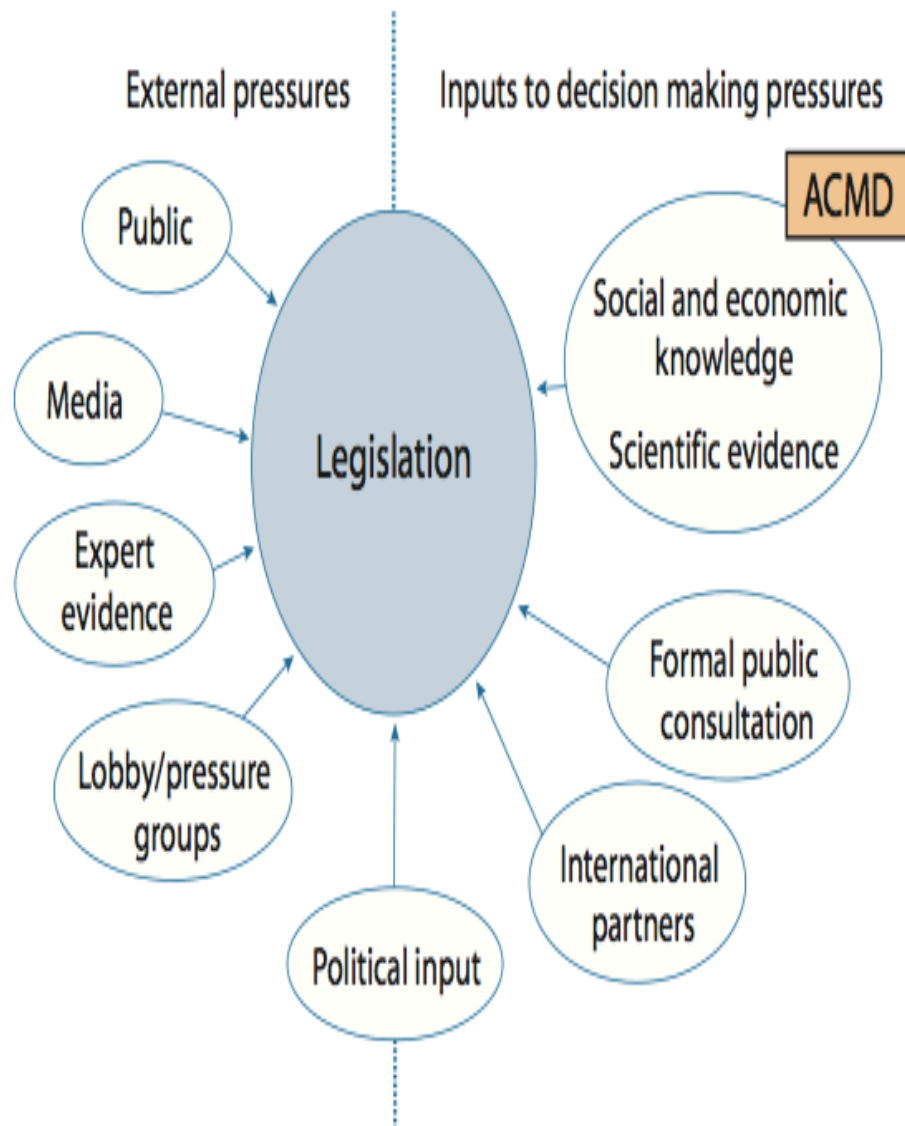 External pressures
Inputs to decision making pressures
ACMD
Public
Social and economic
knowledge
Scientific evidence
Media
Legislation
Expert
evidence
Formal public
consultation
Lobby/pressure
groups
International
partners
Political input